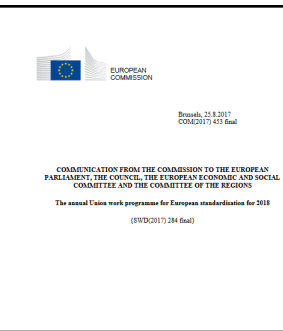 EUROPEAN
COMMISSION
Brussels, 25.8.2017
COM(2017) 453 final
COMMUNICATION FROM THE COMMISSION TO THE EUROPEAN
PARLIAMENT, THE COUNCIL, THE EUROPEAN ECONOMIC AND SOCIAL
COMMITTEE AND THE COMMITTEE OF THE REGIONS
The annual Union work programme for European standardisation for 2018
{SWD(2017) 284 final}